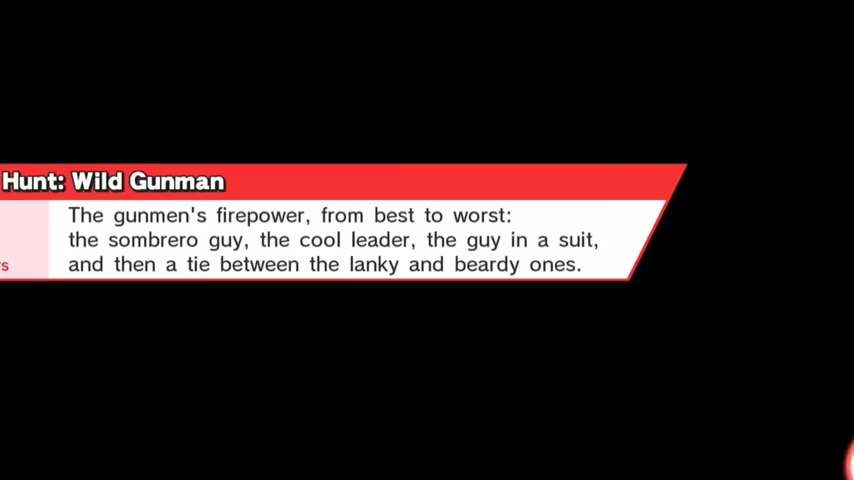 Hunt: Wild Gunman
The gunmen's firepower, from best to worst:
the sombrero guy, the cool leader, the guy in a suit,
and then a tie between the lanky and beardy ones.